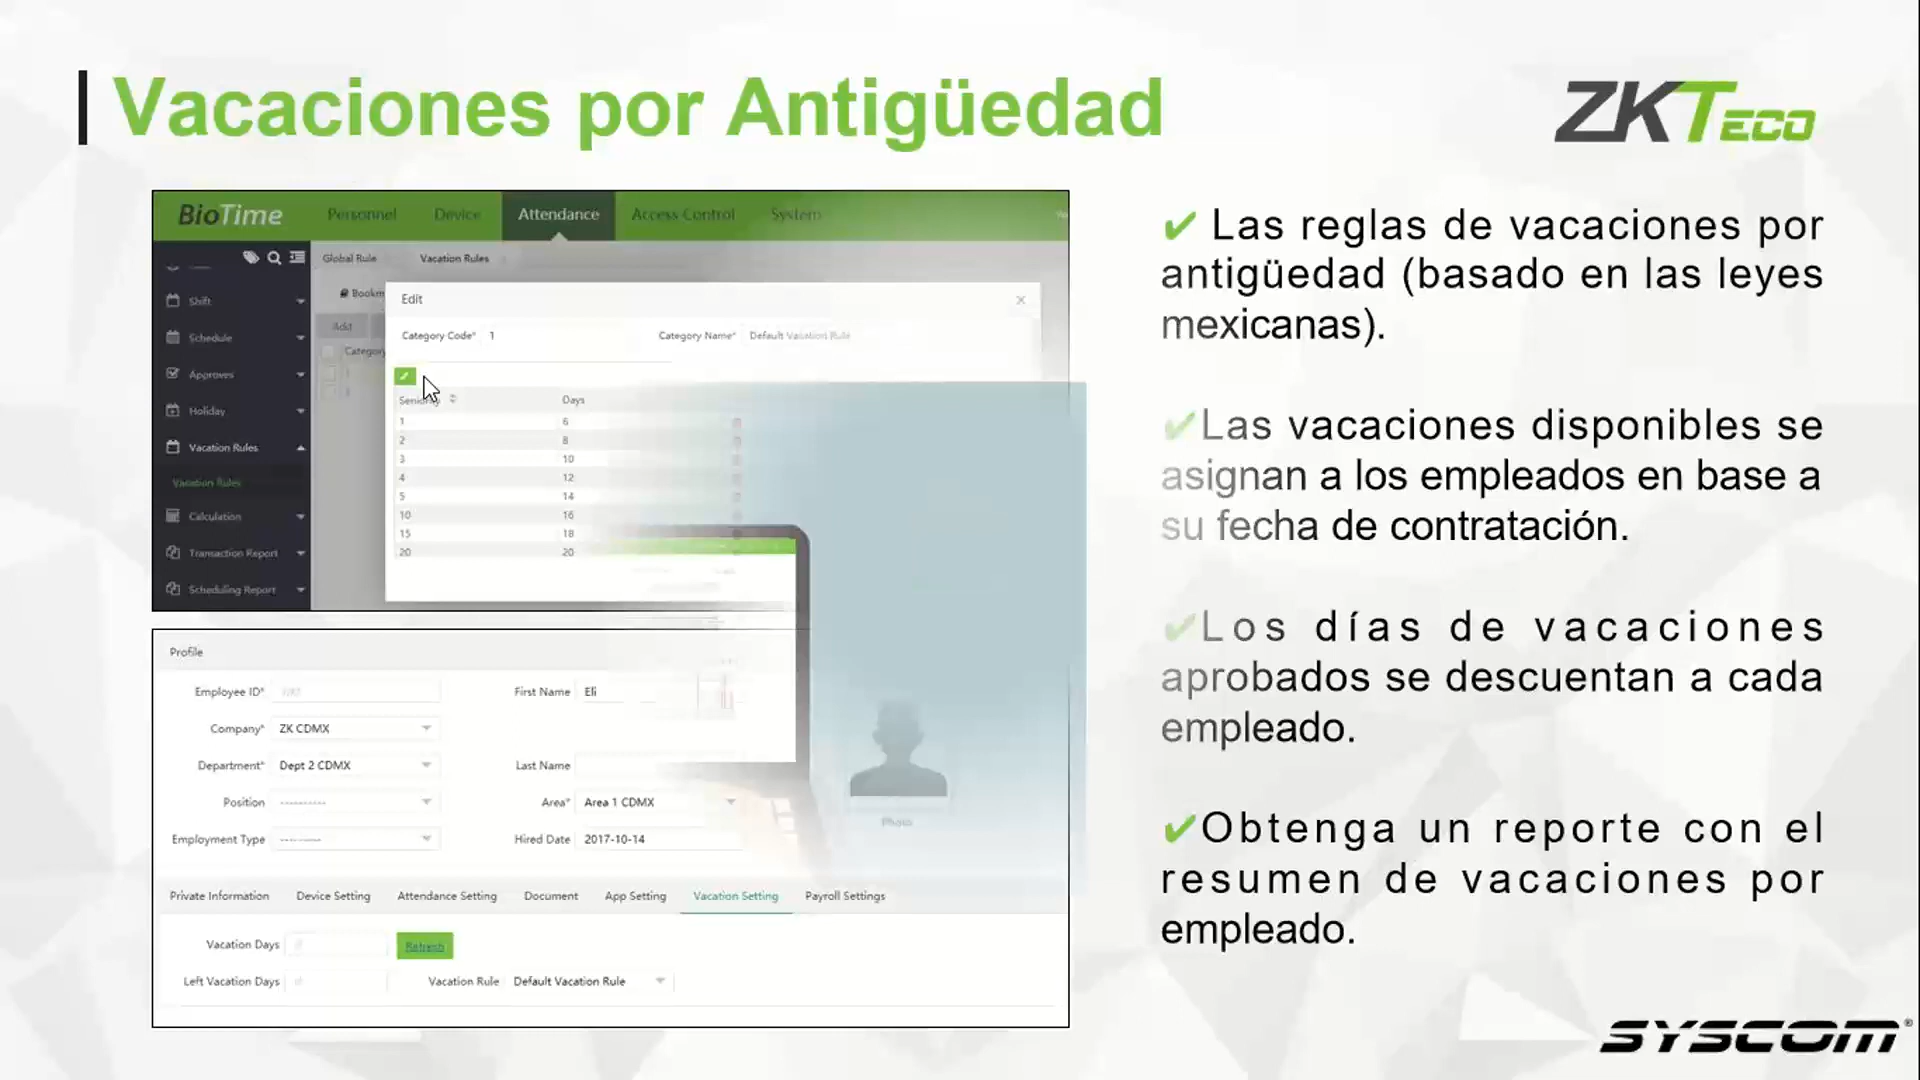 Vacaciones por Antigüedad
ZKTeco
BioTime
Personnel
Device
Attendance
Access Control
System
Global Rule
Vacation Rules
Bookm
Edit
Category Code* 1
Category Name* Default Vacation Rule
Add
Category
Seniority Days
1 6
2 8
3 10
4 12
5 14
10 16
15 18
20 20
Shift
Schedule
Approves
Holiday
Vacation Rules
Vacation Rules
Calculation
Transaction Report
Scheduling Report
Profile
Employee ID*
First Name Eli
Company* ZK CDMX
Department* Dept 2 CDMX
Last Name
Position ----------
Area* Area 1 CDMX
Employment Type ---------
Hired Date 2017-10-14
Photo
Private Information
Device Setting
Attendance Setting
Document
App Setting
Vacation Setting
Payroll Settings
Vacation Days
Refresh
Left Vacation Days
Vacation Rule Default Vacation Rule
✔ Las reglas de vacaciones por
antigüedad (basado en las leyes
mexicanas).
✔Las vacaciones disponibles se
asignan a los empleados en base a
su fecha de contratación.
✔Los días de vacaciones
aprobados se descuentan a cada
empleado.
✔Obtenga un reporte con el
resumen de vacaciones por
empleado.
SYSCOM®